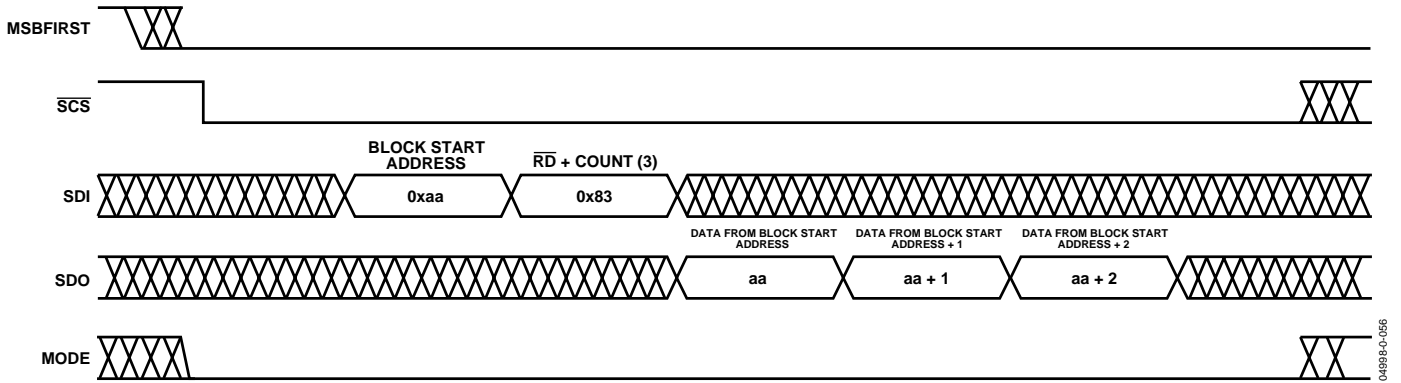 MSBFIRST
SCS
BLOCK START
ADDRESS
RD + COUNT (3)
SDI
0xaa
0x83
DATA FROM BLOCK START
ADDRESS
DATA FROM BLOCK START
ADDRESS + 1
DATA FROM BLOCK START
ADDRESS + 2
SDO
aa
aa + 1
aa + 2
MODE
04998-0-056